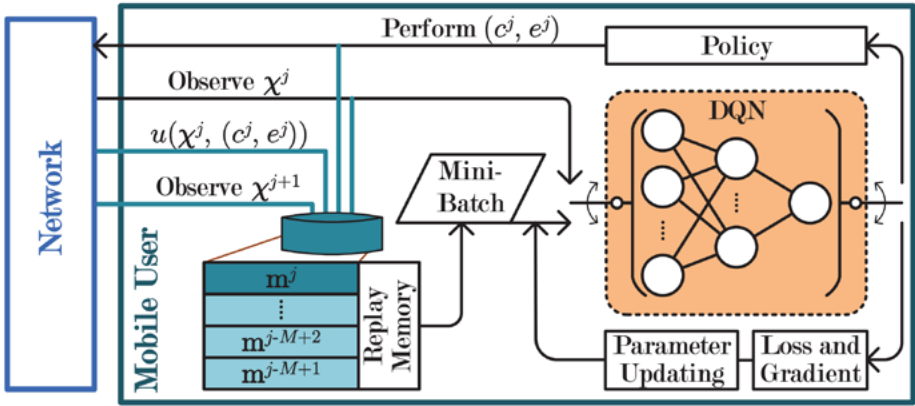 Network
Mobile User
Perform (c^j, e^j)
Policy
Observe χ^j
DQN
u(χ^j, (c^j, e^j))
Mini-
Batch
Observe χ^{j+1}
m^j
⋮
m^{j-M+2}
m^{j-M+1}
Replay
Memory
Parameter
Updating
Loss and
Gradient